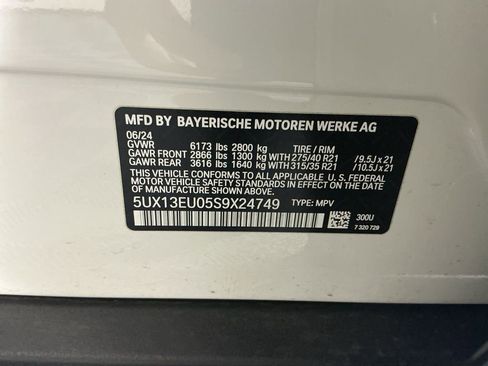 MFD BY BAYERISCHE MOTOREN WERKE AG
06/24
GVWR 6173 lbs 2800 kg TIRE / RIM
GAWR FRONT 2866 lbs 1300 kg WITH 275/40 R21 /9.5J x 21
GAWR REAR 3616 lbs 1640 kg WITH 315/35 R21 /10.5J x 21
THIS VEHICLE CONFORMS TO ALL APPLICABLE U. S. FEDERAL
MOTOR VEHICLE SAFETY STANDARDS IN EFFECT ON THE DATE OF
MANUFACTURE SHOWN ABOVE.
5UX13EU05S9X24749 TYPE: MPV
300U
7 320 729